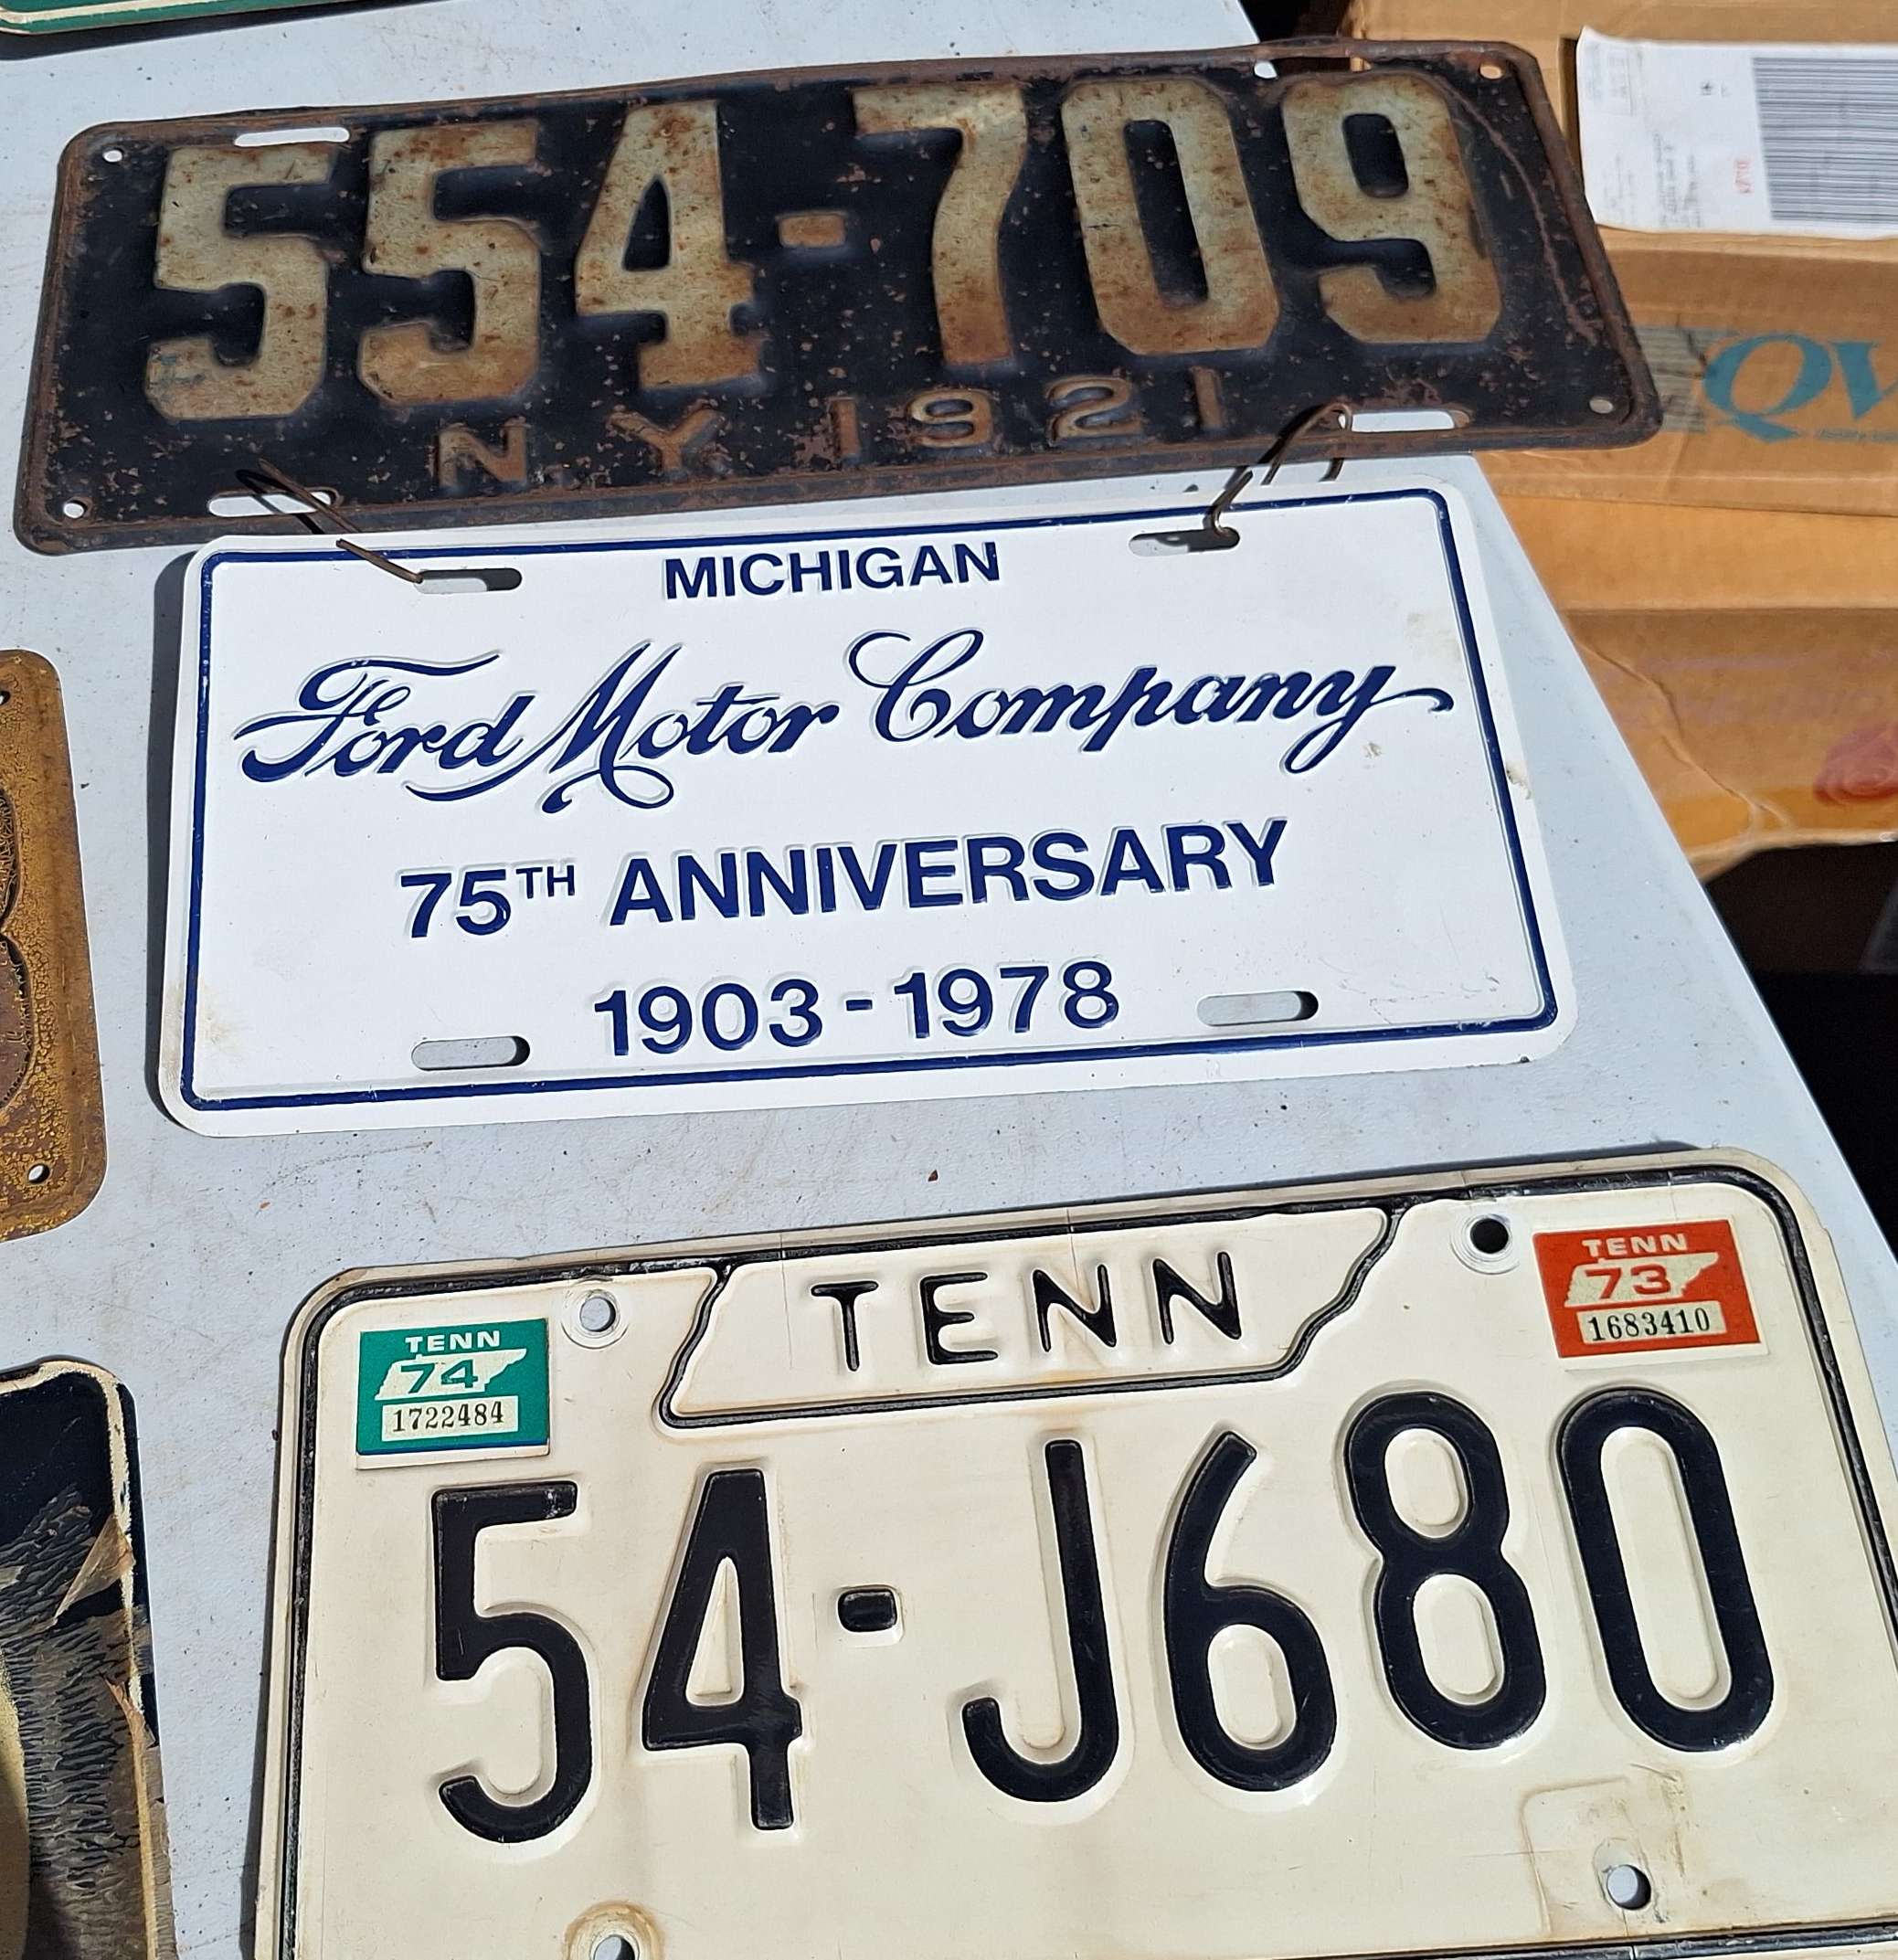 554-709
N.Y. 1921
QV
MICHIGAN
Ford Motor Company
75TH ANNIVERSARY
1903-1978
TENN
74
1722484
TENN
TENN
73
1683410
54-J680